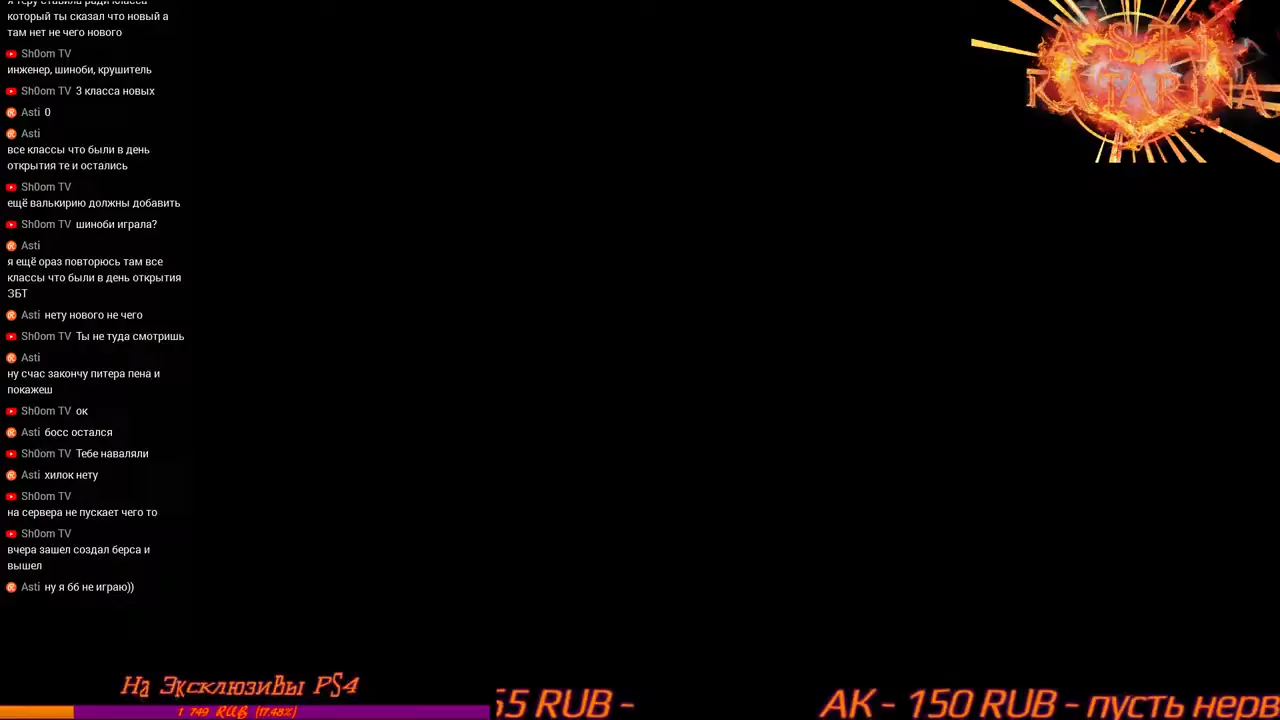 я теру ставила ради класса
который ты сказал что новый а
там нет не чего нового
Sh0om TV
инженер, шиноби, крушитель
Sh0om TV 3 класса новых
Asti 0
Asti
все классы что были в день
открытия те и остались
Sh0om TV
ещё валькирию должны добавить
Sh0om TV шиноби играла?
Asti
я ещё ораз повторюсь там все
классы что были в день открытия
ЗБТ
Asti нету нового не чего
Sh0om TV Ты не туда смотришь
Asti
ну счас закончу питера пена и
покажеш
Sh0om TV ок
Asti босс остался
Sh0om TV Тебе наваляли
Asti хилок нету
Sh0om TV
на сервера не пускает чего то
Sh0om TV
вчера зашел создал берса и
вышел
Asti ну я бб не играю))
ASTI
KATARINA
На Эксклюзивы PS4
1 749 RUB (17.48%)
55 RUB - AK - 150 RUB - пусть нерв